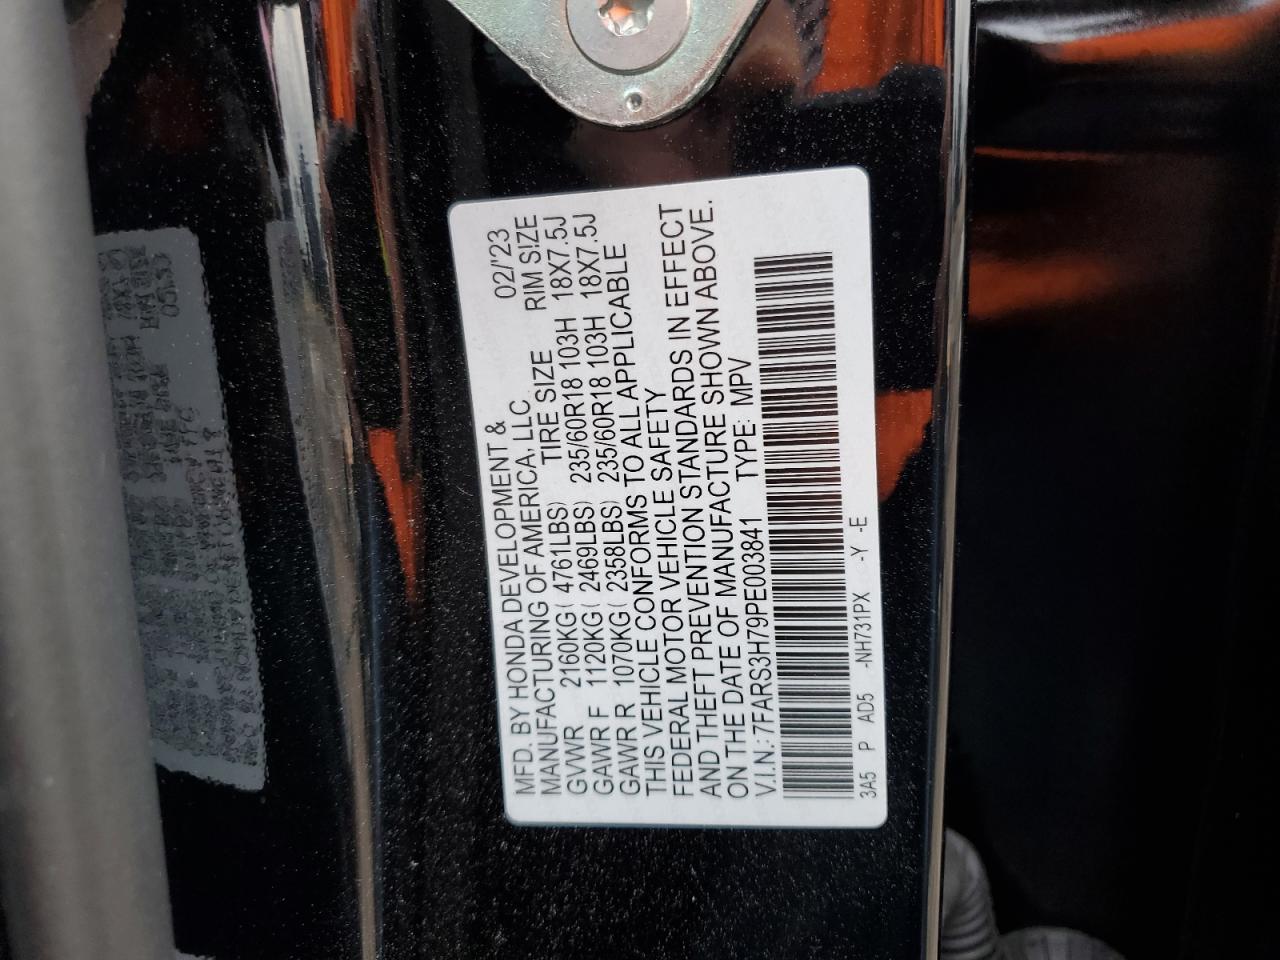 MFD. BY HONDA DEVELOPMENT & 02/'23
MANUFACTURING OF AMERICA, LLC. RIM SIZE
TIRE SIZE
GVWR 2160KG( 4761LBS)
GAWR F 1120KG( 2469LBS) 235/60R18 103H 18X7.5J
GAWR R 1070KG( 2358LBS) 235/60R18 103H 18X7.5J
THIS VEHICLE CONFORMS TO ALL APPLICABLE
FEDERAL MOTOR VEHICLE SAFETY
AND THEFT PREVENTION STANDARDS IN EFFECT
ON THE DATE OF MANUFACTURE SHOWN ABOVE.
V.I.N.: 7FARS3H79PE003841 TYPE: MPV
3A5 P AD5 -NH731PX -Y -E